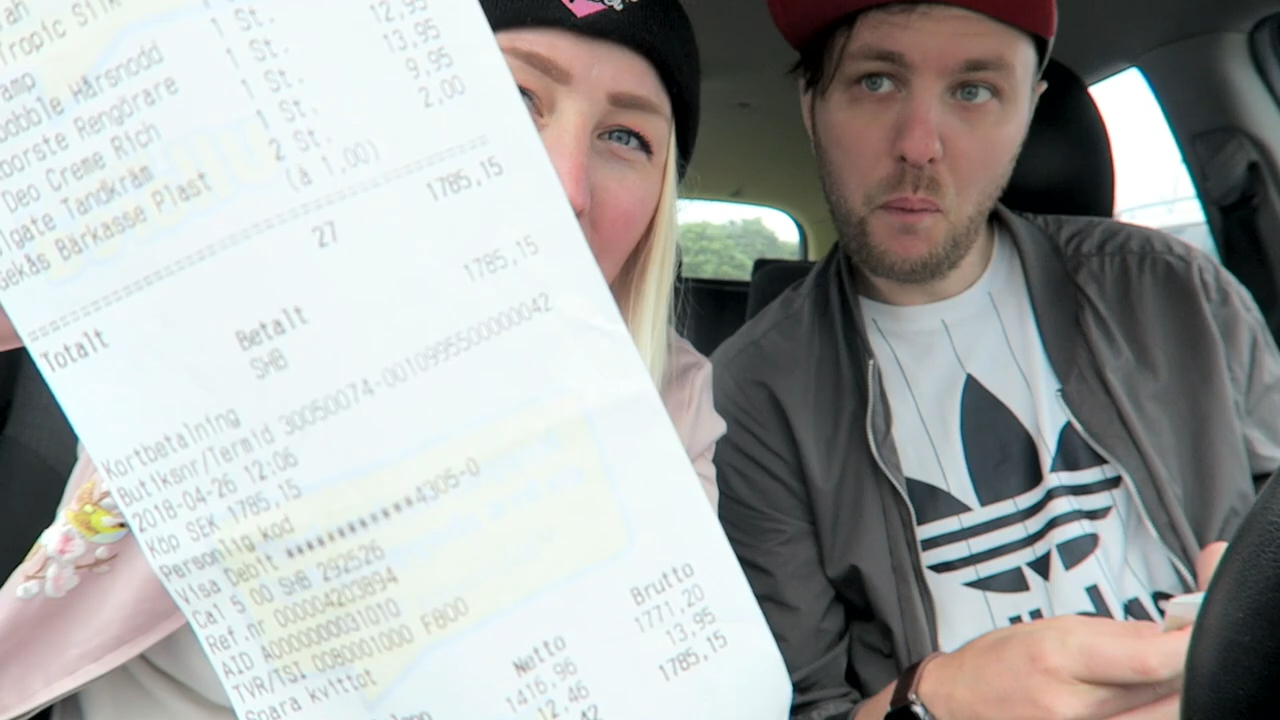 Tropic Silk 1 St. 12,95
1 St. 13,95
Hårsnodd 1 St. 9,95
Rengörare 1 St. 2,00
Deo Creme Rich 2 St.
Tandkräm (à 1,00)
Gekås Bärkasse Plast
1785,15
Totalt 27
Betalt 1785,15
SHB
Kortbetalning
Butiksnr/Termid 30050074-0010995500000042
2018-04-26 12:06
Köp SEK 1785,15
Personlig kod
Visa Debit ************4305-0
Cal 5 00 SHB 292526
Ref.nr 000004203894
AID A0000000031010
TVR/TSI 0080001000 F800
Spara kvittot
Netto Brutto
1416,96 1771,20
12,46 13,95
42 1785,15